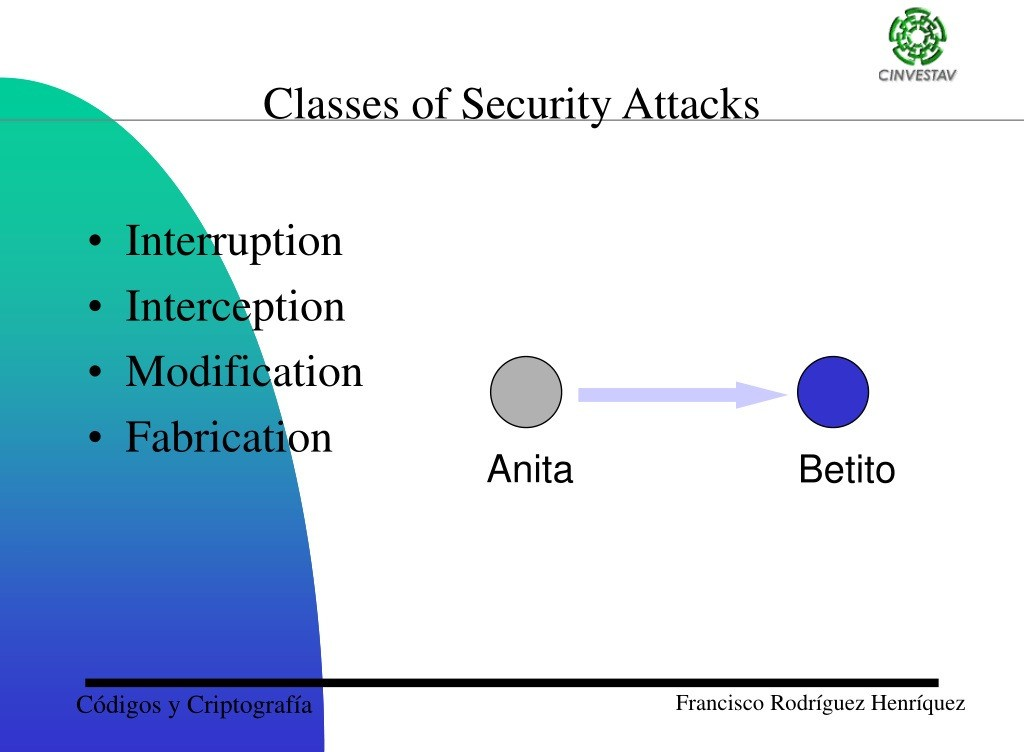 CINVESTAV
Classes of Security Attacks
• Interruption
• Interception
• Modification
• Fabrication
Anita
Betito
Códigos y Criptografía
Francisco Rodríguez Henríquez